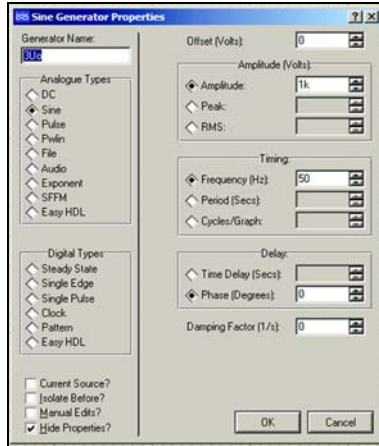 Sine Generator Properties
Generator Name:
3Uo
Analogue Types
DC
Sine
Pulse
Pwlin
File
Audio
Exponent
SFFM
Easy HDL
Digital Types
Steady State
Single Edge
Single Pulse
Clock
Pattern
Easy HDL
Current Source?
Isolate Before?
Manual Edits?
Hide Properties?
Offset (Volts): 0
Amplitude (Volts):
Amplitude: 1k
Peak:
RMS:
Timing:
Frequency (Hz): 50
Period (Secs):
Cycles/Graph:
Delay:
Time Delay (Secs):
Phase (Degrees): 0
Damping Factor (1/s): 0
OK Cancel